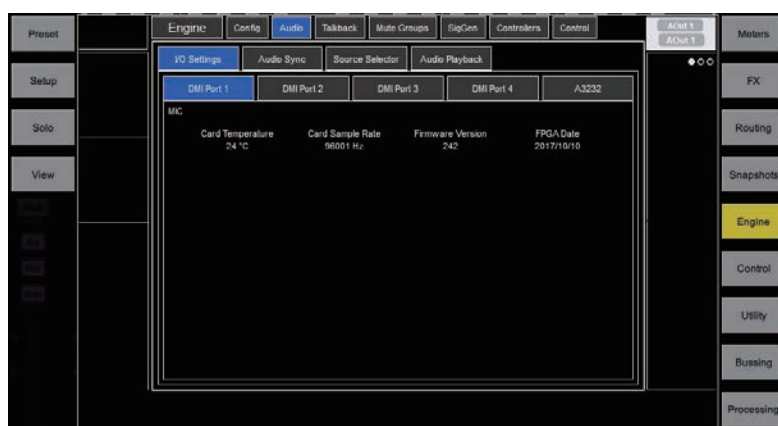 Preset
Setup
Solo
View
Engine Config Audio Talkback Mute Groups SigGen Controllers Control
I/O Settings Audio Sync Source Selector Audio Playback
DMI Port 1 DMI Port 2 DMI Port 3 DMI Port 4 A3232
MIC
Card Temperature Card Sample Rate Firmware Version FPGA Date
24 °C 96001 Hz 242 2017/10/10
AOut 1
AOut 1
Meters
FX
Routing
Snapshots
Engine
Control
Utility
Bussing
Processing